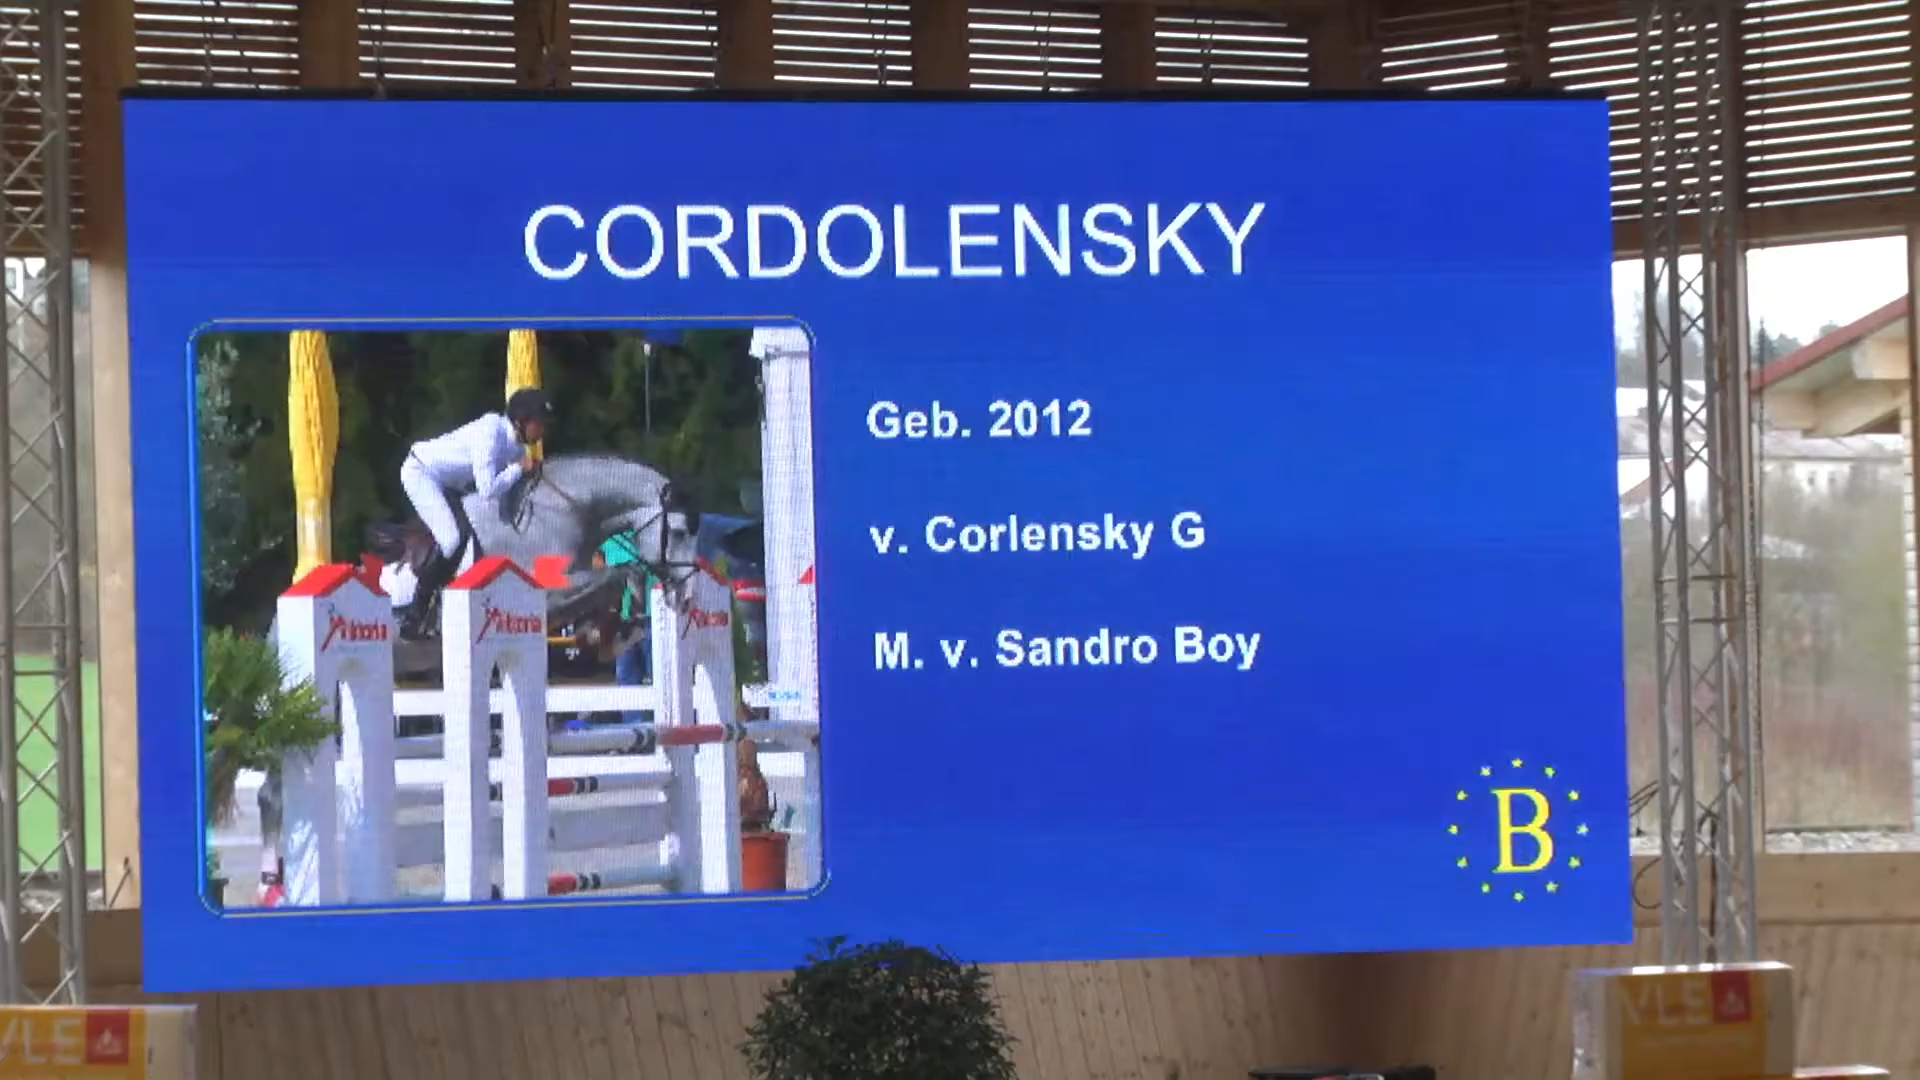 CORDOLENSKY
Geb. 2012
v. Corlensky G
M. v. Sandro Boy
B
VLE
VLE